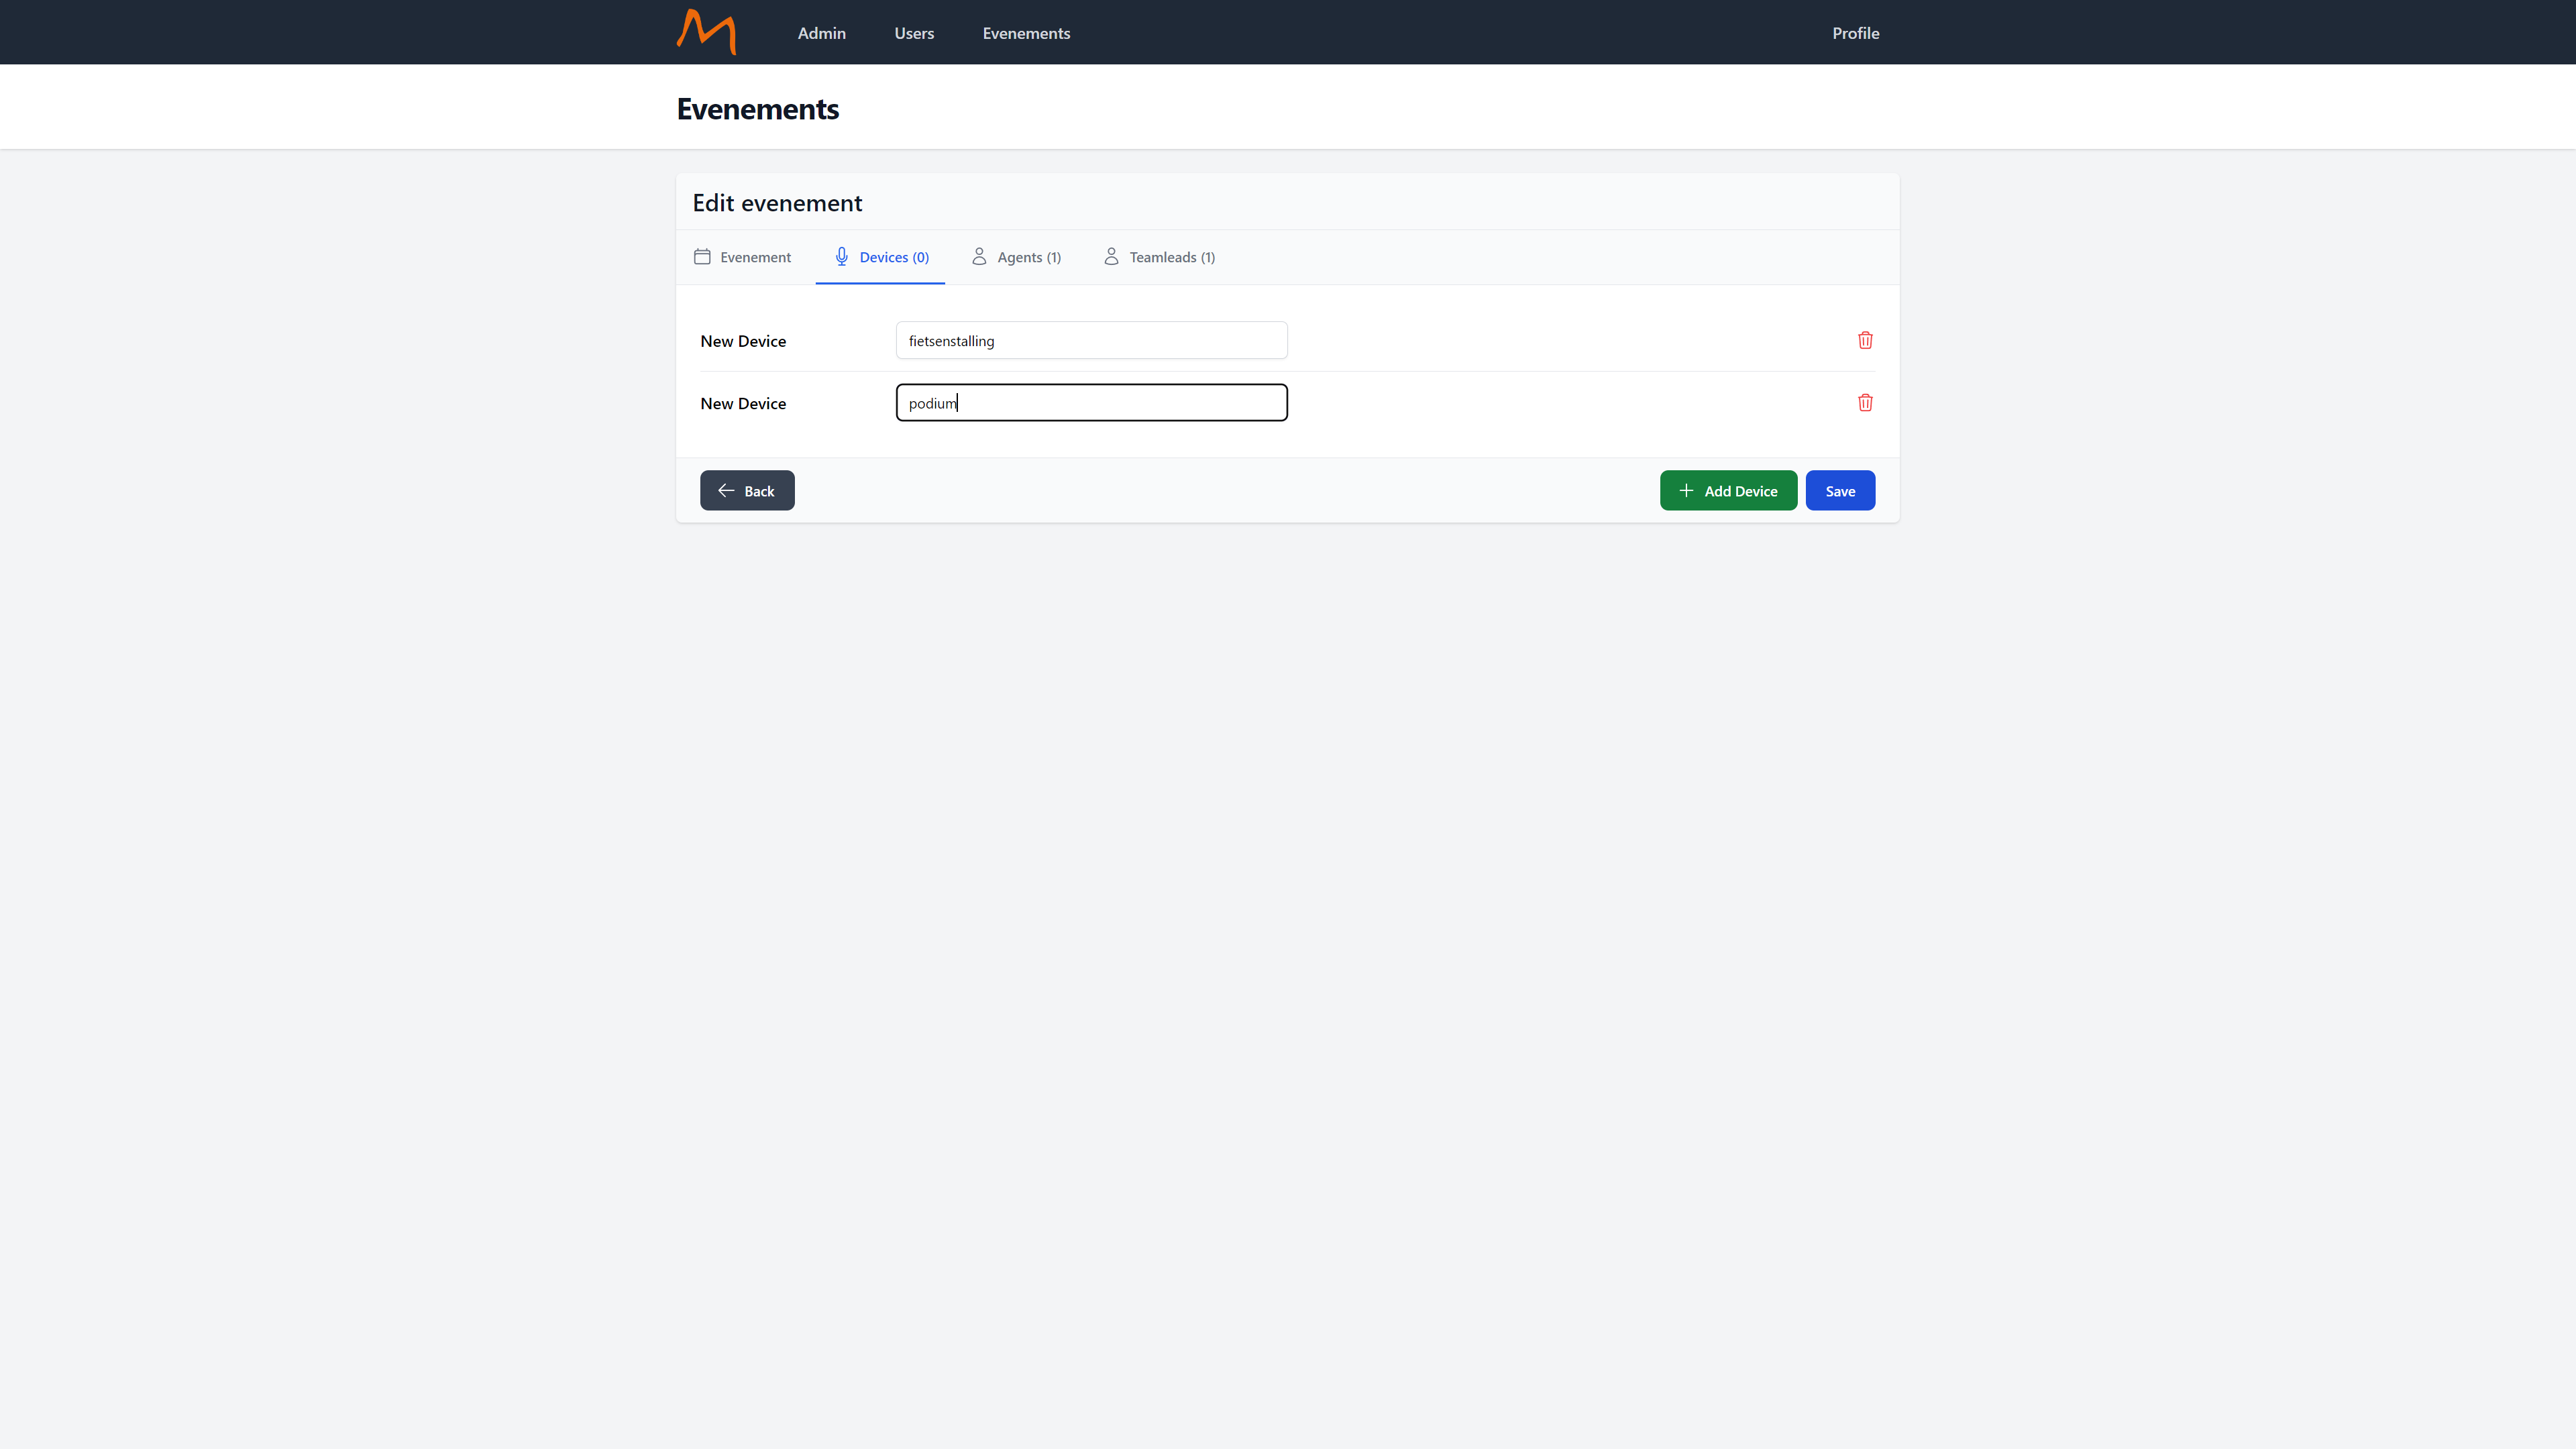 Admin Users Evenements Profile
Evenements
Edit evenement
Evenement Devices (0) Agents (1) Teamleads (1)
New Device fietsenstalling
New Device podium
Back Add Device Save